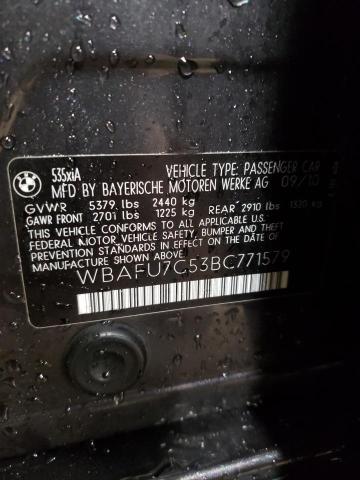 BMW
535xiA
VEHICLE TYPE: PASSENGER CAR
MFD BY BAYERISCHE MOTOREN WERKE AG 09/10
GVWR 5379 lbs 2440 kg
GAWR FRONT 2701 lbs 1225 kg REAR 2910 lbs 1320 kg
THIS VEHICLE CONFORMS TO ALL APPLICABLE U.S.
FEDERAL MOTOR VEHICLE SAFETY, BUMPER AND THEFT
PREVENTION STANDARDS IN EFFECT ON THE DATE OF
MANUFACTURE SHOWN ABOVE.
WBAFU7C53BC771579